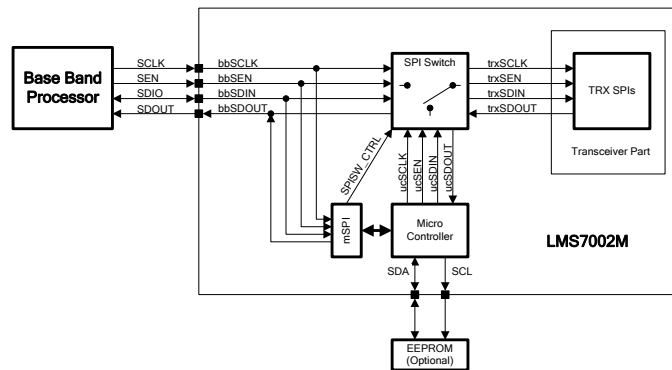 Base Band
Processor
SCLK
SEN
SDIO
SDOUT
bbSCLK
bbSEN
bbSDIN
bbSDOUT
SPI Switch
trxSCLK
trxSEN
trxSDIN
trxSDOUT
TRX SPIs
Transceiver Part
SPISW_CTRL
ucSCLK
ucSEN
ucSDIN
ucSDOUT
mSPI
Micro
Controller
LMS7002M
SDA
SCL
EEPROM
(Optional)